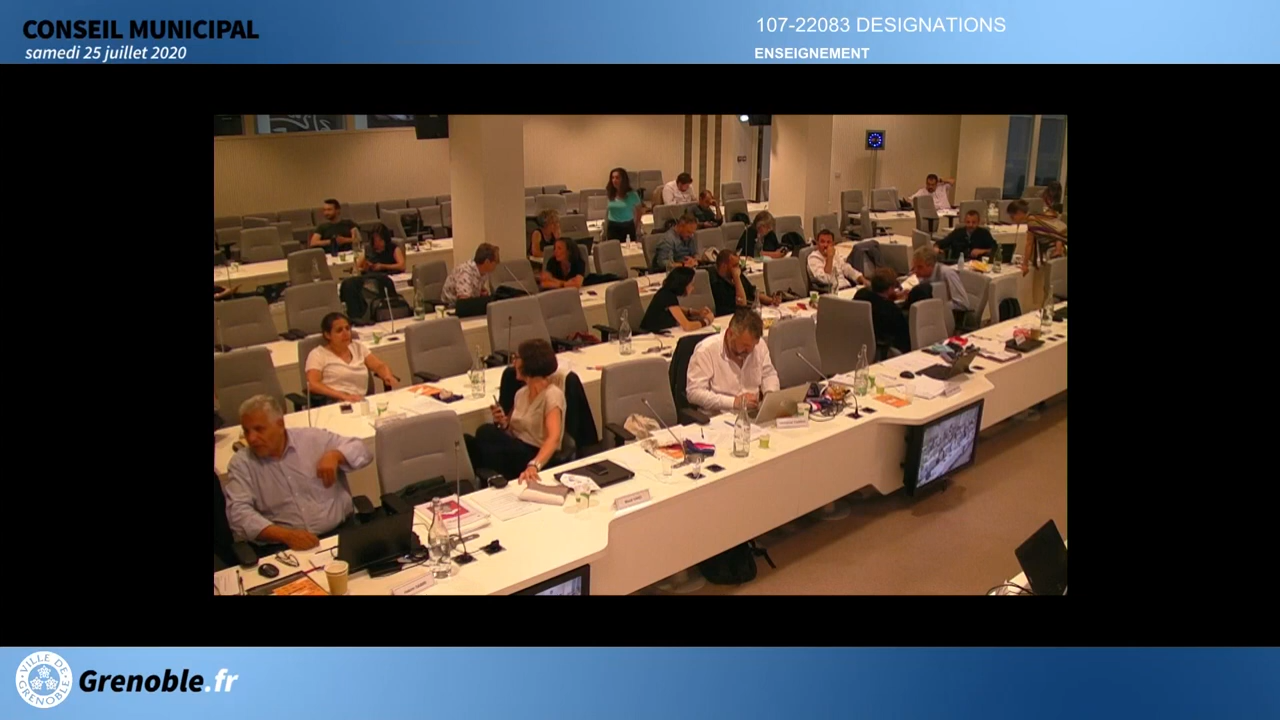 CONSEIL MUNICIPAL
samedi 25 juillet 2020
107-22083 DESIGNATIONS
ENSEIGNEMENT
VILLE DE GRENOBLE
Grenoble.fr